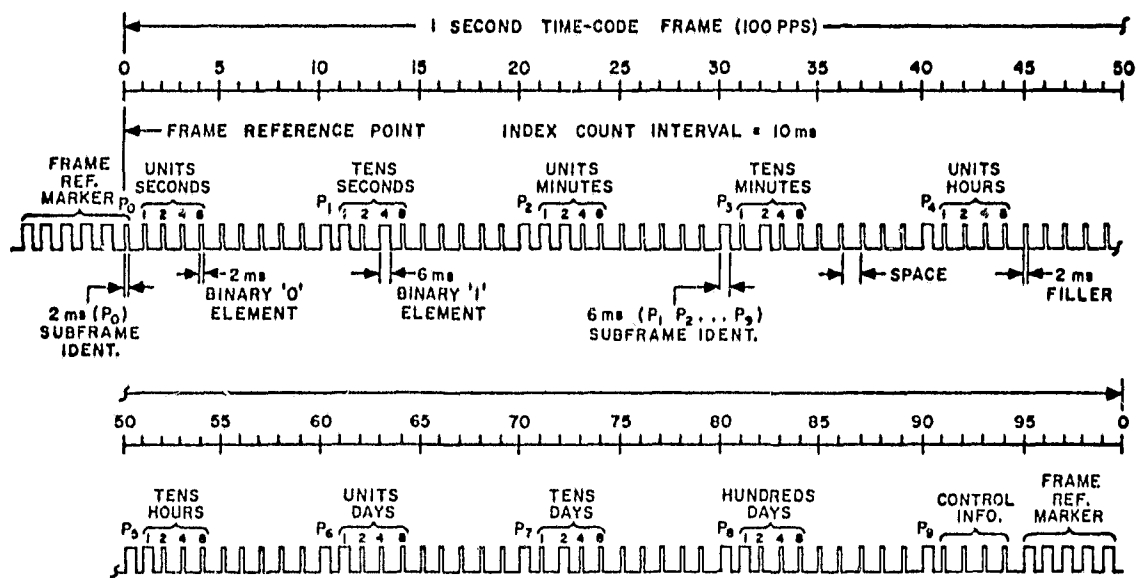 1 SECOND TIME-CODE FRAME (100 PPS)
0 5 10 15 20 25 30 35 40 45 50
FRAME REFERENCE POINT INDEX COUNT INTERVAL = 10 ms
FRAME REF. MARKER
P0
UNITS SECONDS
1 2 4 8
P1
TENS SECONDS
1 2 4 8
P2
UNITS MINUTES
1 2 4 8
P3
TENS MINUTES
1 2 4 8
P4
UNITS HOURS
1 2 4 8
2 ms (P0)
SUBFRAME
IDENT.
2 ms
BINARY '0'
ELEMENT
6 ms
BINARY '1'
ELEMENT
6 ms (P1 P2 ... P9)
SUBFRAME IDENT.
SPACE
2 ms
FILLER
50 55 60 65 70 75 80 85 90 95 0
P5
TENS HOURS
1 2 4 8
P6
UNITS DAYS
1 2 4 8
P7
TENS DAYS
1 2 4 8
P8
HUNDREDS DAYS
1 2 4 8
P9
CONTROL INFO.
FRAME REF. MARKER